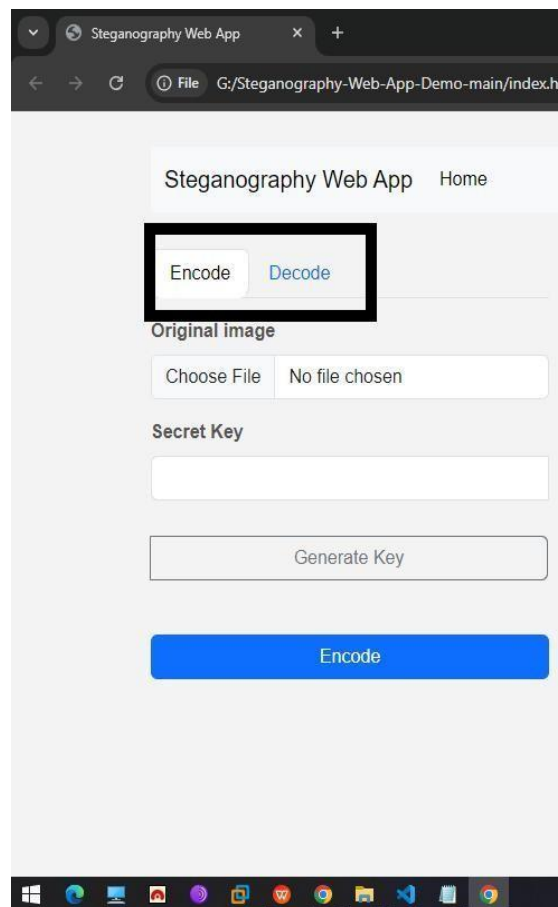 Steganography Web App
File G:/Steganography-Web-App-Demo-main/index.h
Steganography Web App Home
Encode Decode
Original image
Choose File No file chosen
Secret Key
Generate Key
Encode